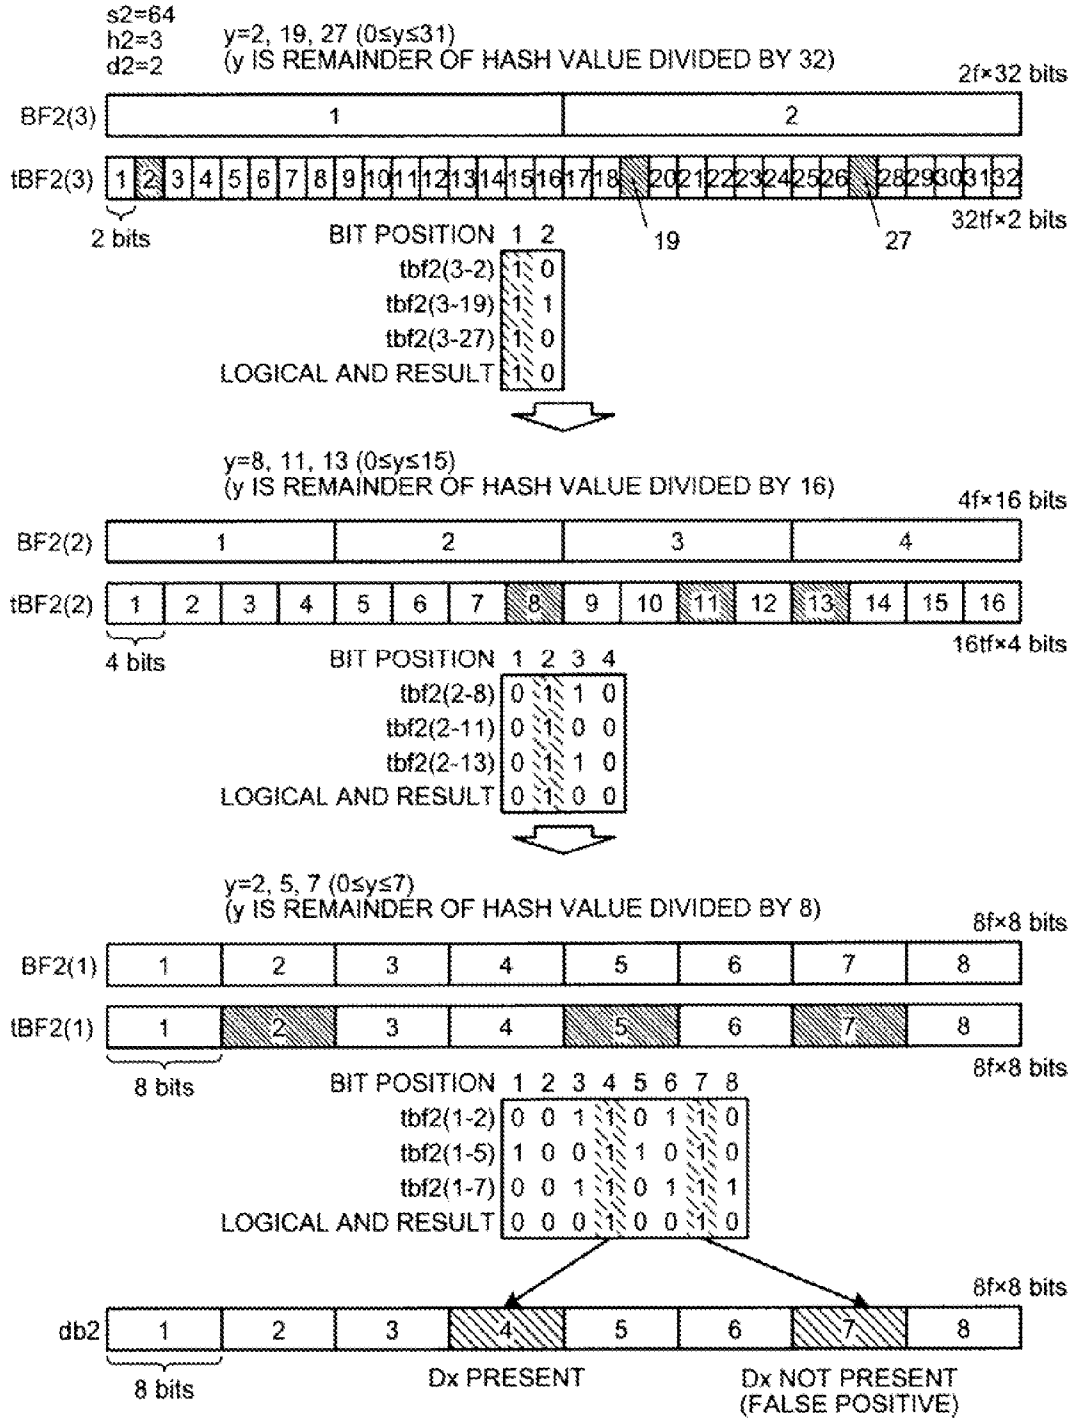 s2=64
h2=3
d2=2
y=2, 19, 27 (0≤y≤31)
(y IS REMAINDER OF HASH VALUE DIVIDED BY 32)
2f×32 bits
BF2(3) 1 2
tBF2(3) 1 2 3 4 5 6 7 8 9 10 11 12 13 14 15 16 17 18 20 21 22 23 24 25 26 28 29 30 31 32
2 bits
19
27
32tf×2 bits
BIT POSITION 1 2
tbf2(3-2) 1 0
tbf2(3-19) 1 1
tbf2(3-27) 1 0
LOGICAL AND RESULT 1 0
y=8, 11, 13 (0≤y≤15)
(y IS REMAINDER OF HASH VALUE DIVIDED BY 16)
4f×16 bits
BF2(2) 1 2 3 4
tBF2(2) 1 2 3 4 5 6 7 8 9 10 11 12 13 14 15 16
4 bits
16tf×4 bits
BIT POSITION 1 2 3 4
tbf2(2-8) 0 1 1 0
tbf2(2-11) 0 1 0 0
tbf2(2-13) 0 1 1 0
LOGICAL AND RESULT 0 1 0 0
y=2, 5, 7 (0≤y≤7)
(y IS REMAINDER OF HASH VALUE DIVIDED BY 8)
8f×8 bits
BF2(1) 1 2 3 4 5 6 7 8
tBF2(1) 1 2 3 4 5 6 7 8
8 bits
8f×8 bits
BIT POSITION 1 2 3 4 5 6 7 8
tbf2(1-2) 0 0 1 1 0 1 1 0
tbf2(1-5) 1 0 0 1 1 0 1 0
tbf2(1-7) 0 0 1 1 0 1 1 1
LOGICAL AND RESULT 0 0 0 1 0 0 1 0
8f×8 bits
db2 1 2 3 4 5 6 7 8
8 bits
Dx PRESENT
Dx NOT PRESENT
(FALSE POSITIVE)